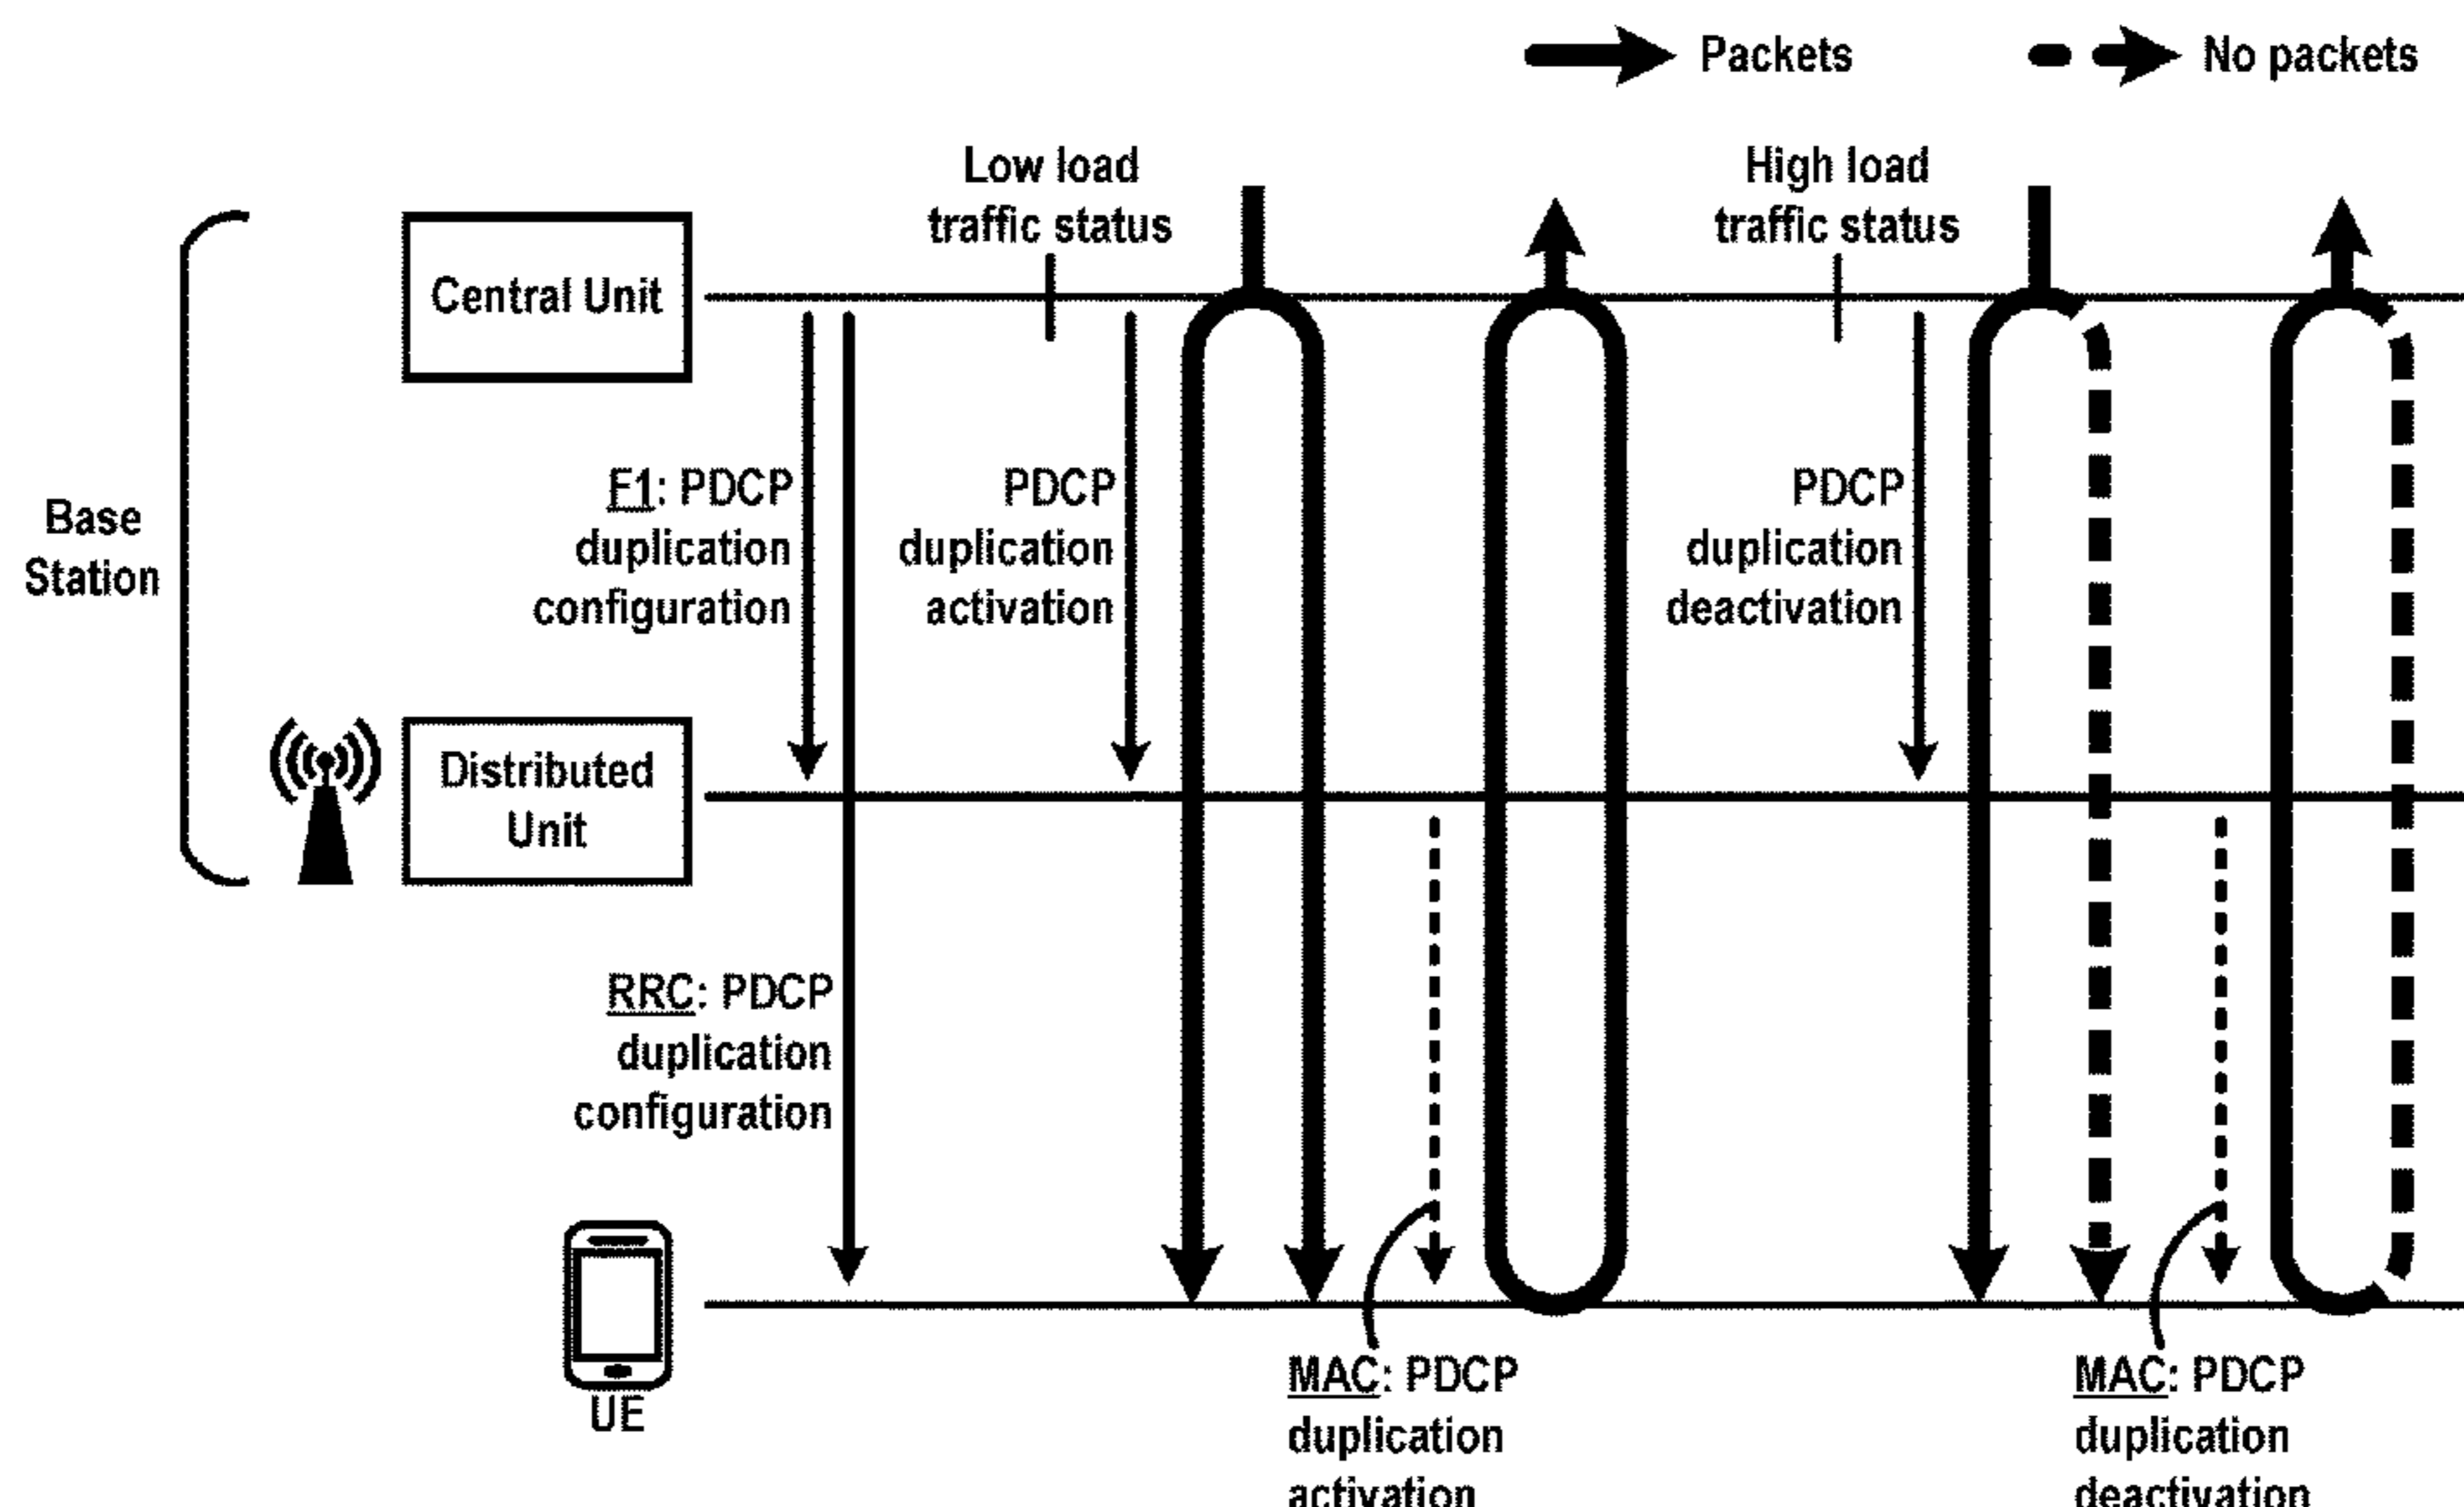 Packets
No packets
Low load
traffic status
High load
traffic status
Central Unit
Base
Station
F1: PDCP
duplication
configuration
PDCP
duplication
activation
PDCP
duplication
deactivation
Distributed
Unit
RRC: PDCP
duplication
configuration
UE
MAC: PDCP
duplication
activation
MAC: PDCP
duplication
deactivation